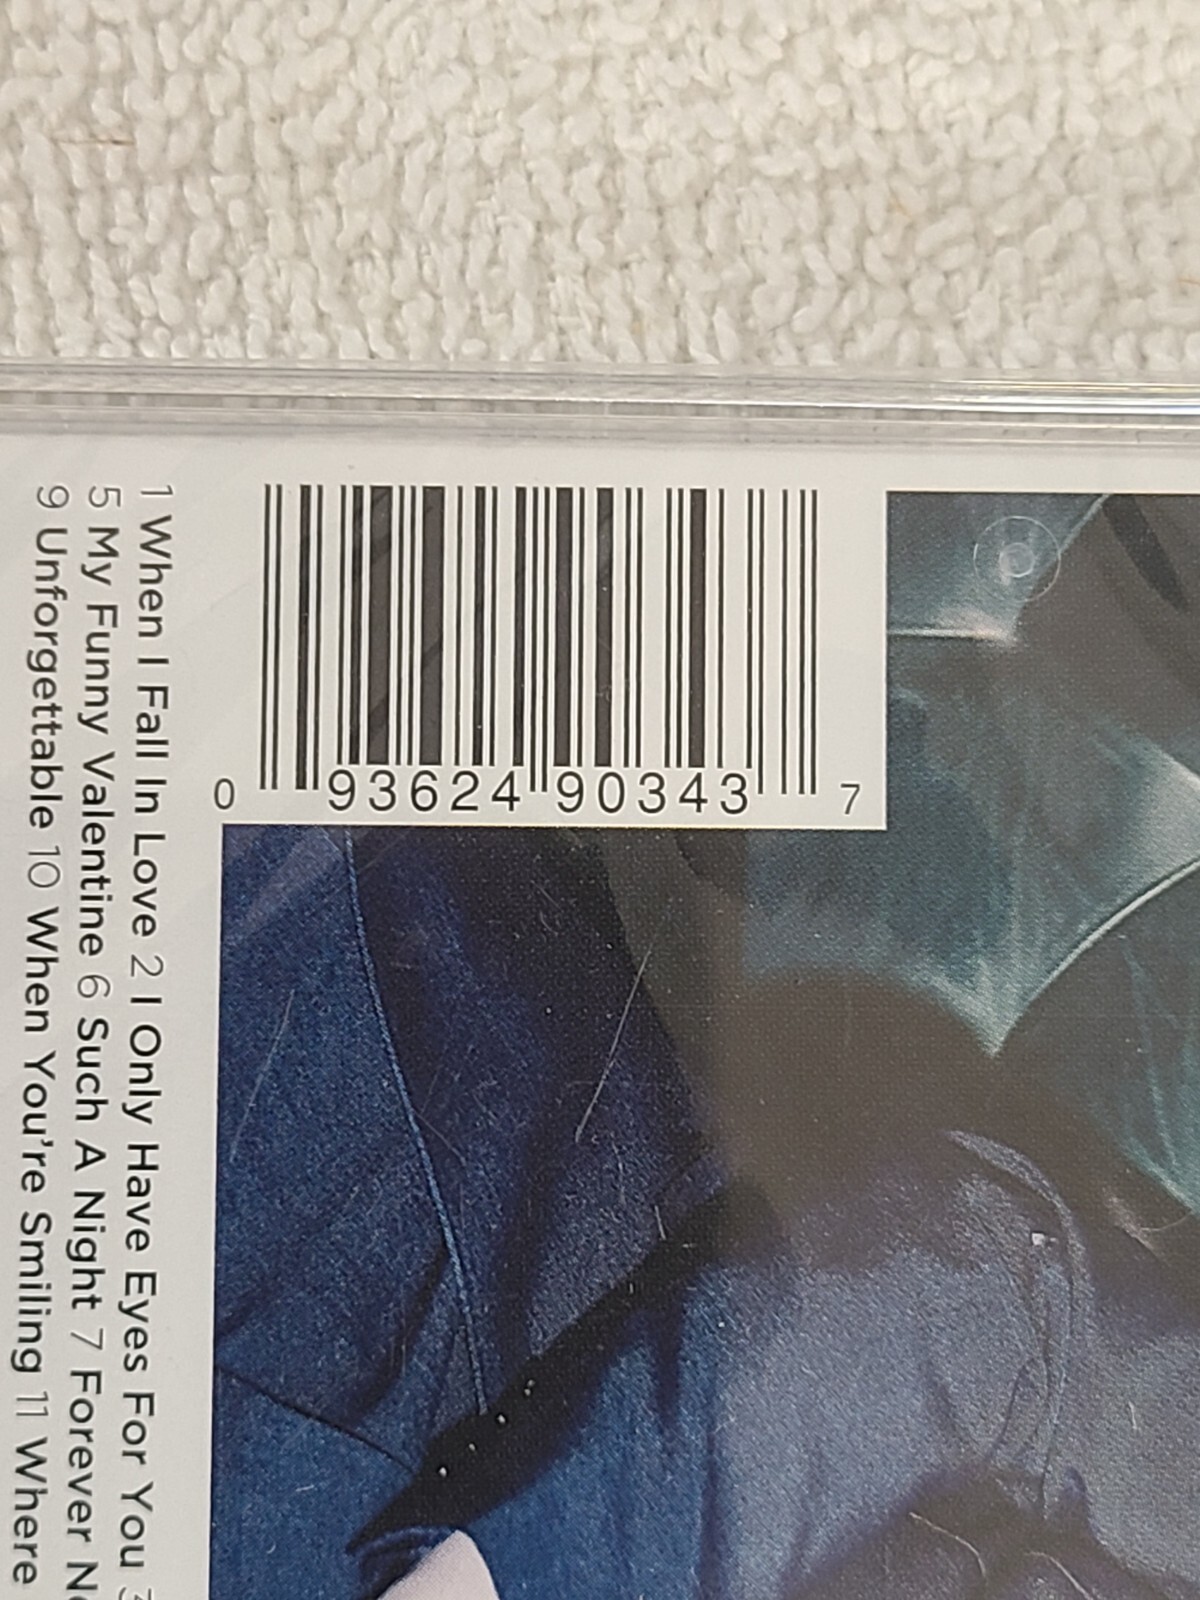 0 93624 90343 7
1 When I Fall In Love 2 I Only Have Eyes For You 3
5 My Funny Valentine 6 Such A Night 7 Forever
9 Unforgettable 10 When You're Smiling 11 Where